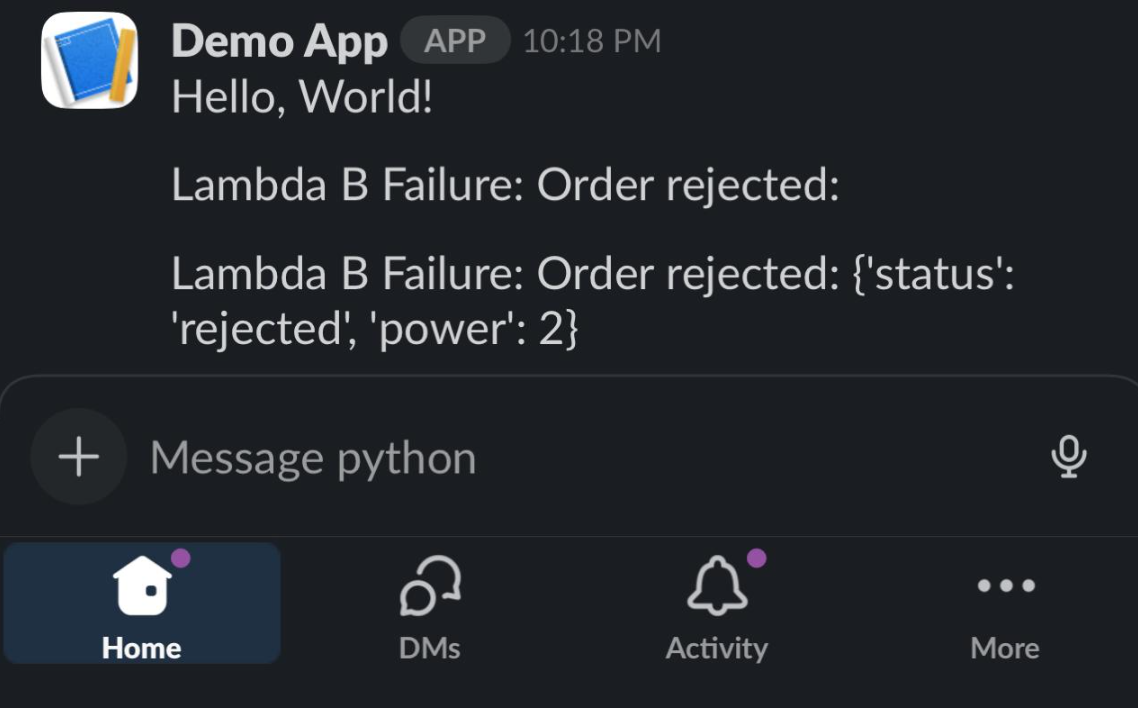 Demo App APP 10:18 PM
Hello, World!
Lambda B Failure: Order rejected:
Lambda B Failure: Order rejected: {'status':
'rejected', 'power': 2}
Message python
Home DMs Activity More